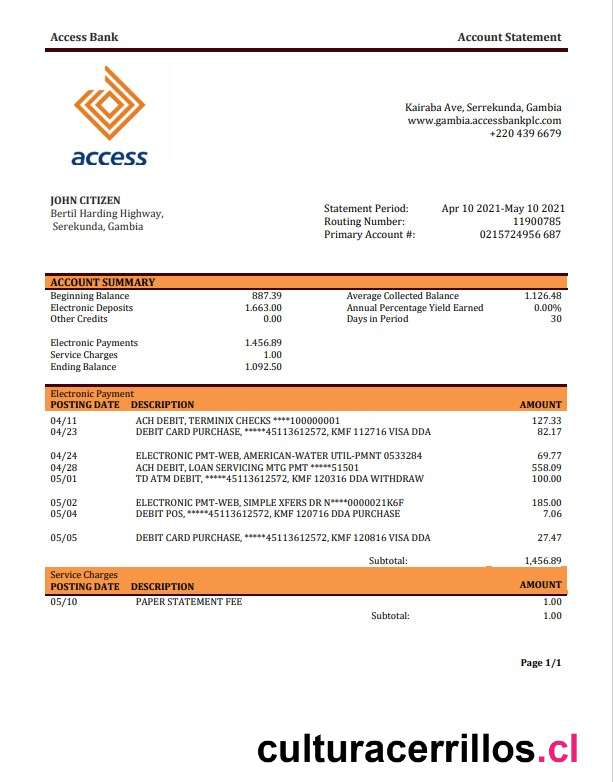 Access Bank Account Statement
access
Kairaba Ave, Serrekunda, Gambia
www.gambia.accessbankplc.com
+220 439 6679
JOHN CITIZEN
Bertil Harding Highway,
Serekunda, Gambia
Statement Period: Apr 10 2021-May 10 2021
Routing Number: 11900785
Primary Account #: 0215724956 687
ACCOUNT SUMMARY
Beginning Balance 887.39 Average Collected Balance 1.126.48
Electronic Deposits 1.663.00 Annual Percentage Yield Earned 0.00%
Other Credits 0.00 Days in Period 30
Electronic Payments 1.456.89
Service Charges 1.00
Ending Balance 1.092.50
Electronic Payment
POSTING DATE DESCRIPTION AMOUNT
04/11 ACH DEBIT, TERMINIX CHECKS ****100000001 127.33
04/23 DEBIT CARD PURCHASE, *****45113612572, KMF 112716 VISA DDA 82.17
04/24 ELECTRONIC PMT-WEB, AMERICAN-WATER UTIL-PMNT 0533284 69.77
04/28 ACH DEBIT, LOAN SERVICING MTG PMT *****51501 558.09
05/01 TD ATM DEBIT, *****45113612572, KMF 120316 DDA WITHDRAW 100.00
05/02 ELECTRONIC PMT-WEB, SIMPLE XFERS DR N****0000021K6F 185.00
05/04 DEBIT POS, *****45113612572, KMF 120716 DDA PURCHASE 7.06
05/05 DEBIT CARD PURCHASE, *****45113612572, KMF 120816 VISA DDA 27.47
Subtotal: 1,456.89
Service Charges
POSTING DATE DESCRIPTION AMOUNT
05/10 PAPER STATEMENT FEE 1.00
Subtotal: 1.00
Page 1/1
culturacerrillos.cl